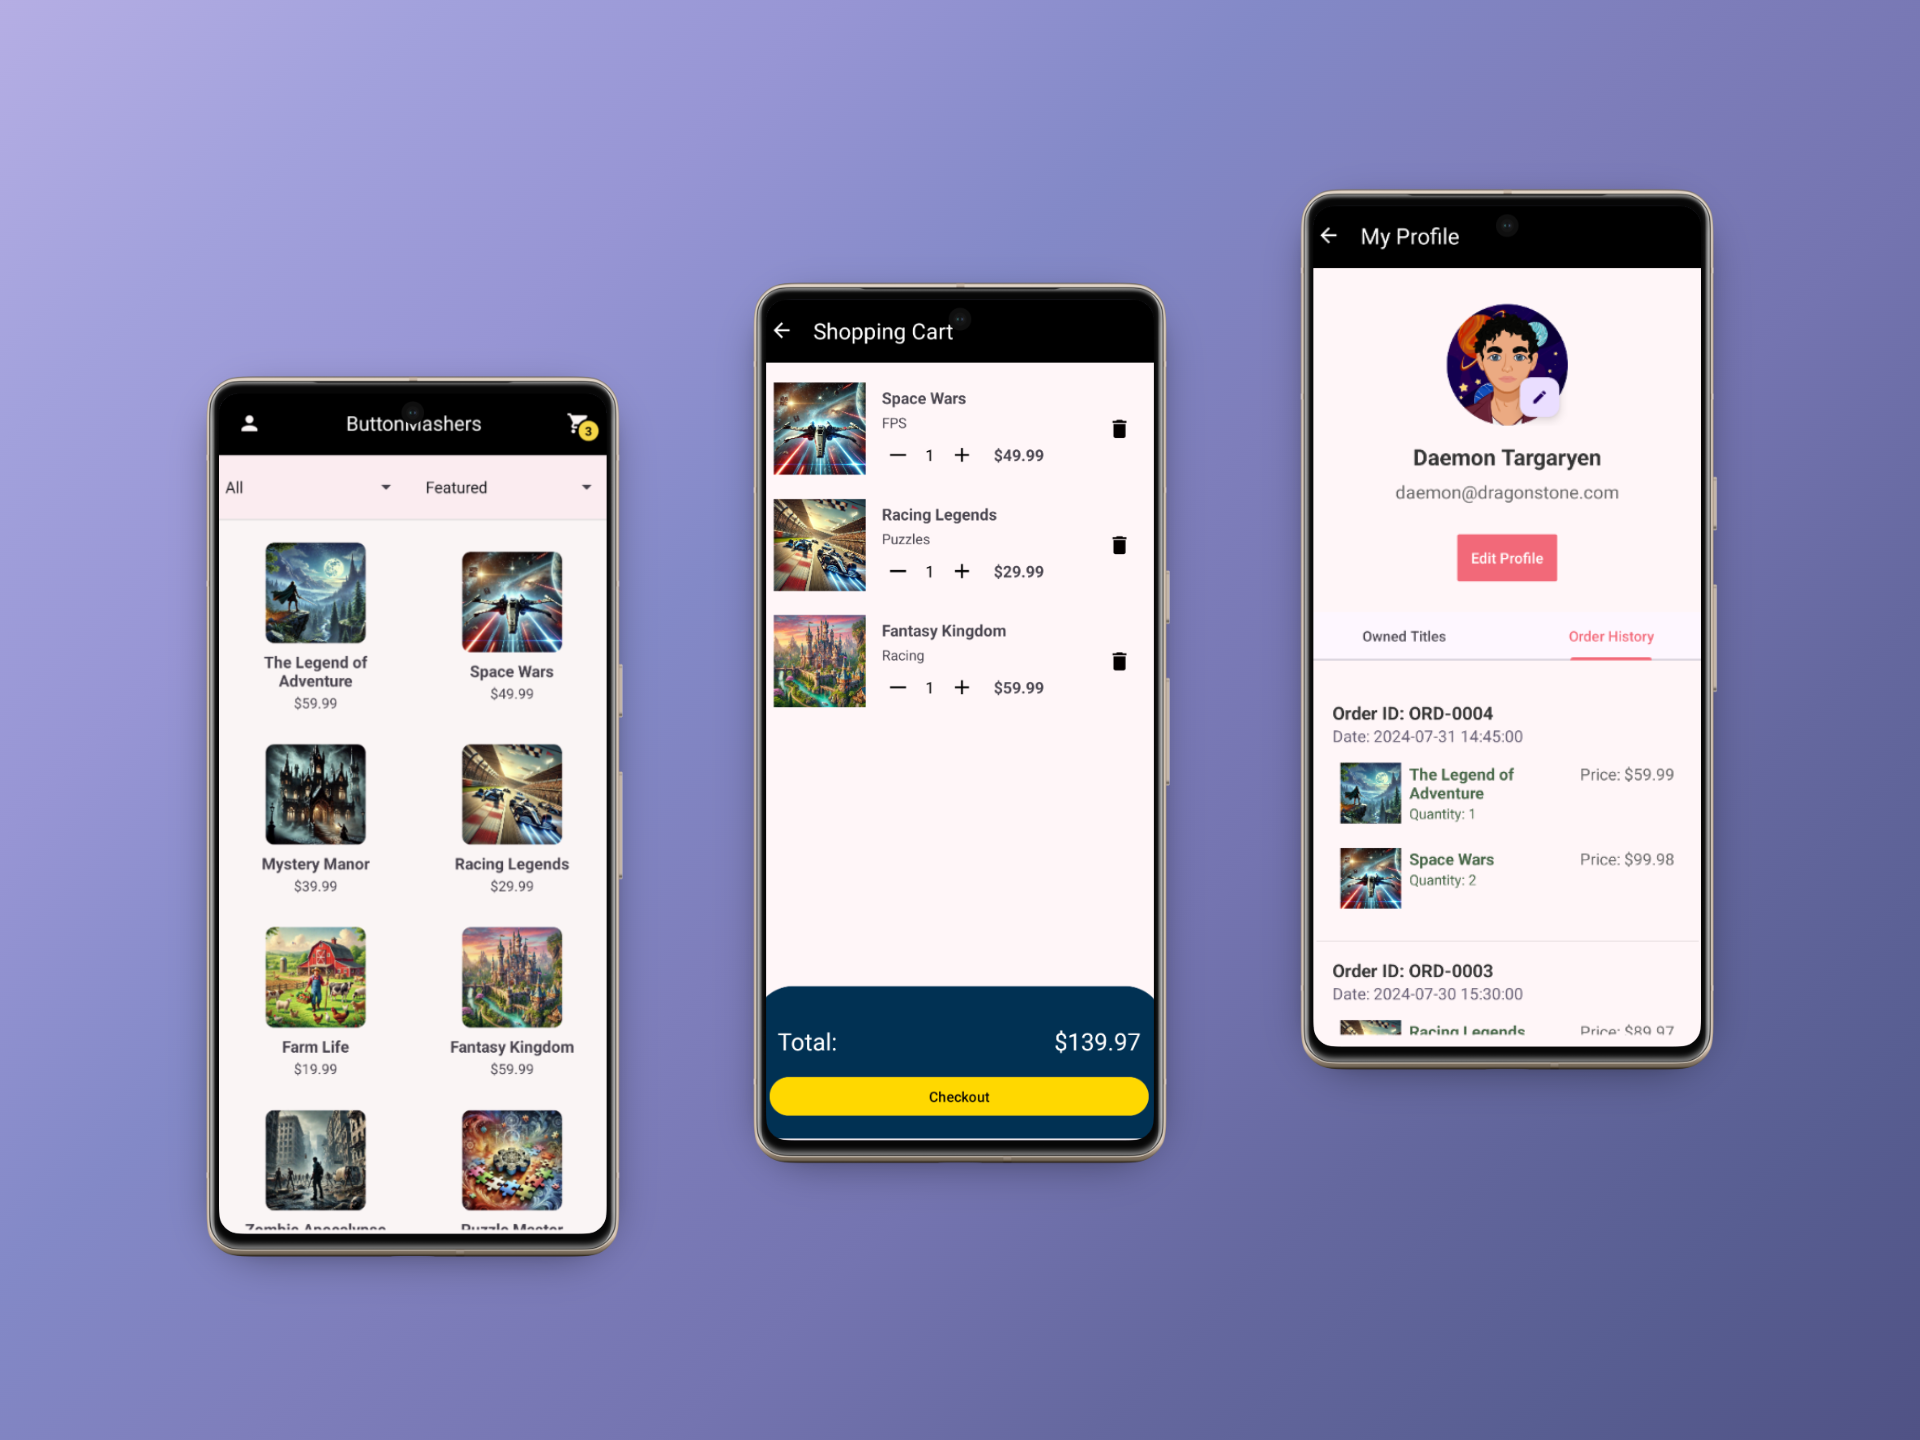 ButtonMashers
3
All
Featured
The Legend of
Adventure
$59.99
Space Wars
$49.99
Mystery Manor
$39.99
Racing Legends
$29.99
Farm Life
$19.99
Fantasy Kingdom
$59.99
Zombie Apocalypse
Puzzle Master
Shopping Cart
Space Wars
FPS
1
$49.99
Racing Legends
Puzzles
1
$29.99
Fantasy Kingdom
Racing
1
$59.99
Total:
$139.97
Checkout
My Profile
Daemon Targaryen
daemon@dragonstone.com
Edit Profile
Owned Titles
Order History
Order ID: ORD-0004
Date: 2024-07-31 14:45:00
The Legend of
Adventure
Quantity: 1
Price: $59.99
Space Wars
Quantity: 2
Price: $99.98
Order ID: ORD-0003
Date: 2024-07-30 15:30:00
Racing Legends
Price: $89.97